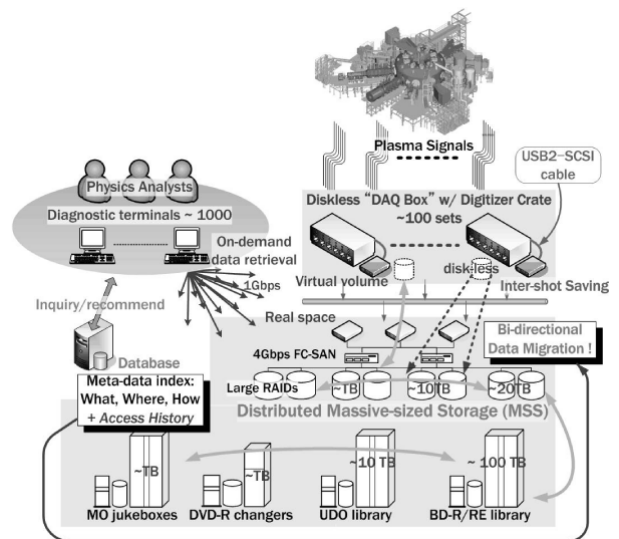 Plasma Signals
USB2-SCSI
cable
Physics Analysts
Diagnostic terminals ~ 1000
Diskless “DAQ Box” w/ Digitizer Crate
~100 sets
On-demand
data retrieval
1Gbps
Virtual volume
disk-less
Inter-shot Saving
Inquiry/recommend
Real space
Database
4Gbps FC-SAN
Bi-directional
Data Migration !
Meta-data index:
What, Where, How
+ Access History
Large RAIDs
~TB
~10TB
~20TB
Distributed Massive-sized Storage (MSS)
~TB
~TB
~10 TB
~ 100 TB
MO jukeboxes
DVD-R changers
UDO library
BD-R/RE library